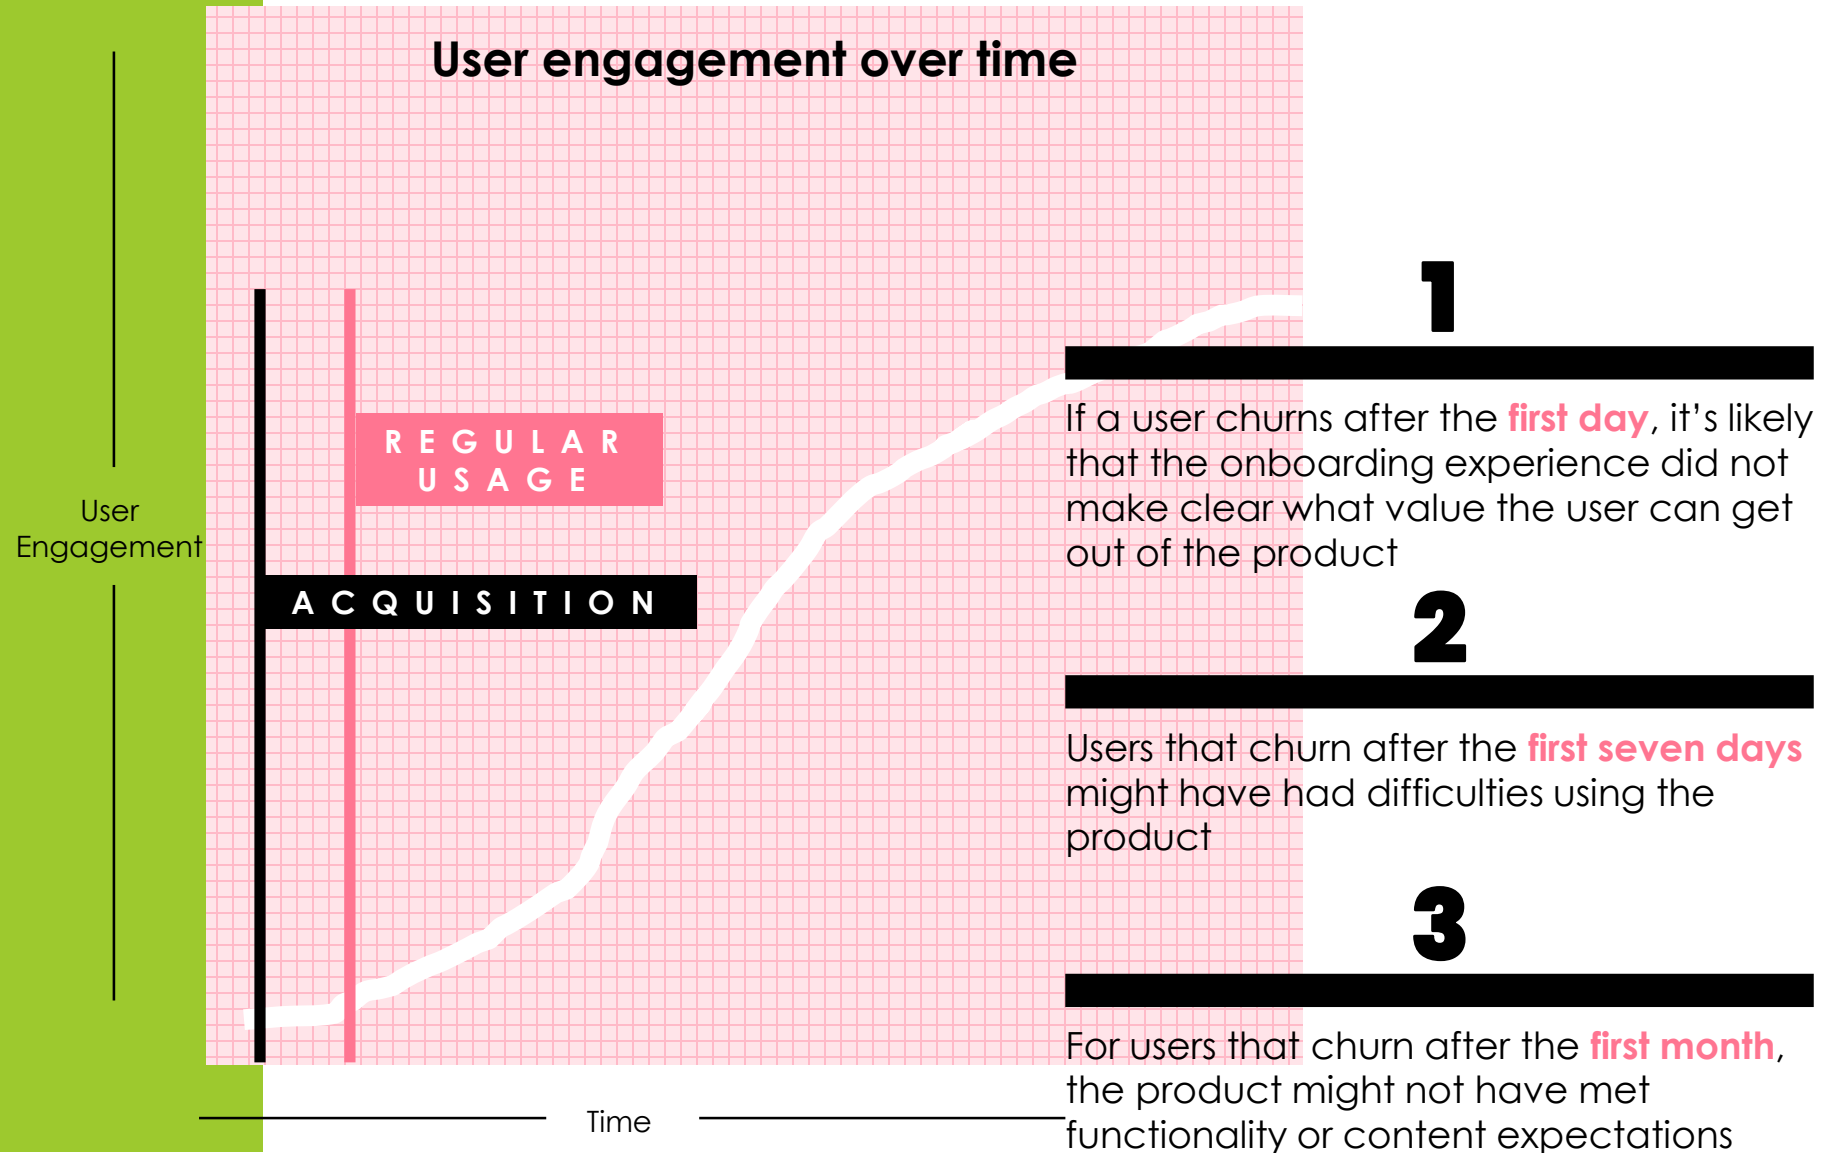 User engagement over time
User
Engagement
REGULAR
USAGE
ACQUISITION
Time
1
If a user churns after the first day, it’s likely
that the onboarding experience did not
make clear what value the user can get
out of the product
2
Users that churn after the first seven days
might have had difficulties using the
product
3
For users that churn after the first month,
the product might not have met
functionality or content expectations